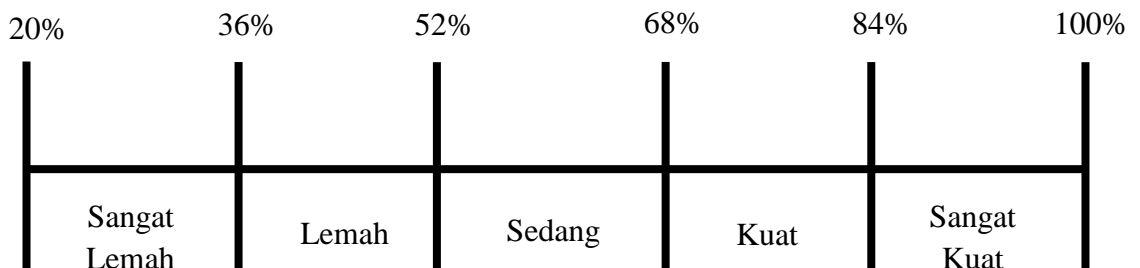 20% 36% 52% 68% 84% 100%
Sangat Lemah Lemah Sedang Kuat Sangat Kuat